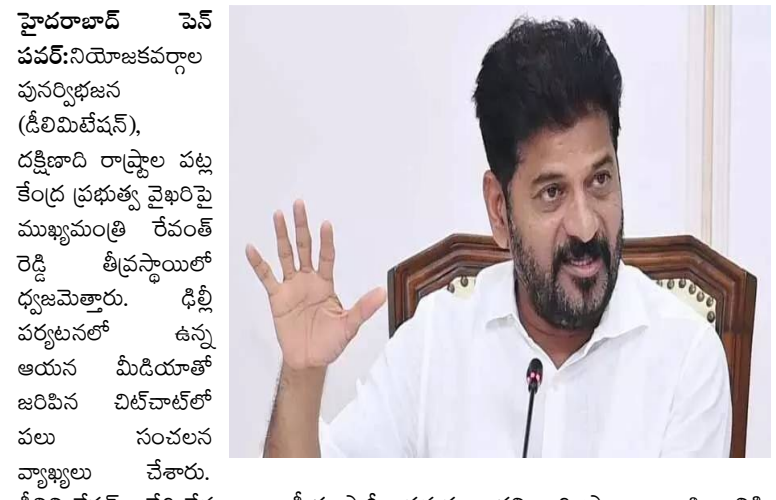 హైదరాబాద్ పెన్
పవర్:నియోజకవర్గాల
పునర్విభజన
(డీలిమిటేషన్),
దక్షిణాది రాష్ట్రాల పట్ల
కేంద్ర ప్రభుత్వ వైఖరిపై
ముఖ్యమంత్రి రేవంత్
రెడ్డి తీవ్రస్థాయిలో
ధ్వజమెత్తారు. ఢిల్లీ
పర్యటనలో ఉన్న
ఆయన మీడియాతో
జరిపిన చిట్‌చాట్‌లో
పలు సంచలన
వ్యాఖ్యలు చేశారు.